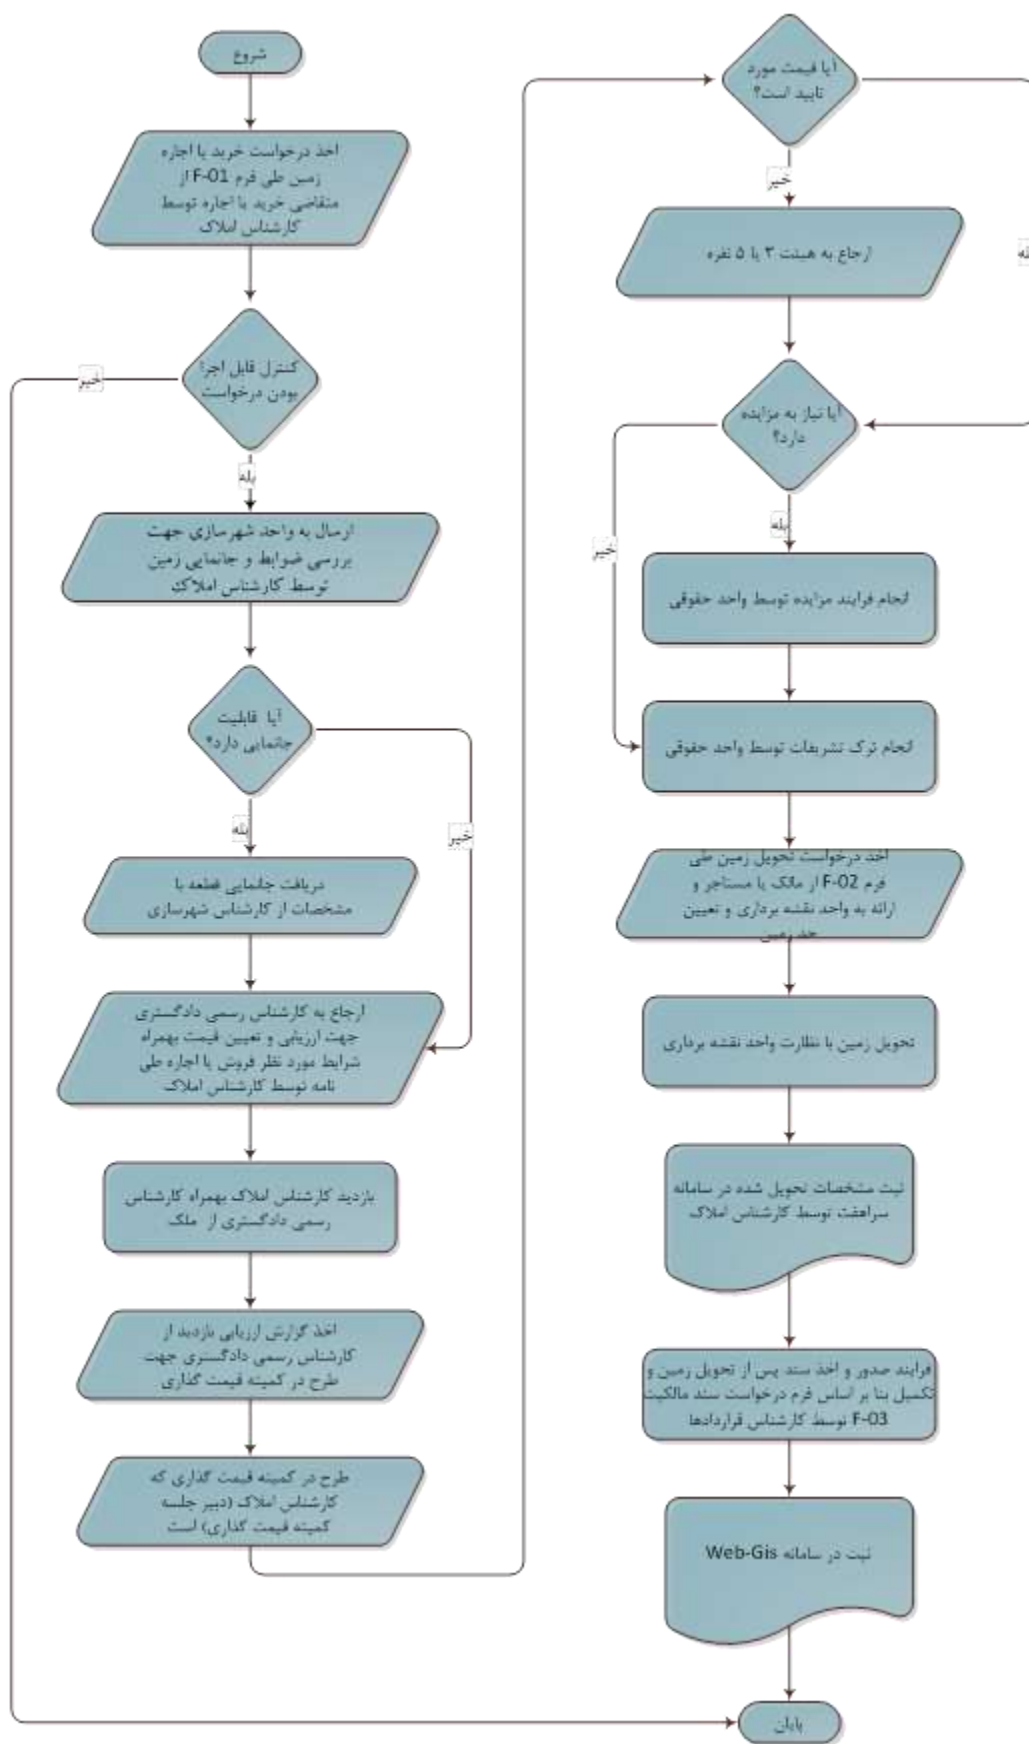 شروع
اخذ درخواست خرید یا اجاره
زمین طی فرم F-01 از
متقاضی خرید یا اجاره توسط
کارشناس املاک
کنترل قابل اجرا
بودن درخواست
خیر
بله
ارسال به واحد شهرسازی جهت
بررسی ضوابط و جانمایی زمین
توسط کارشناس املاک
آیا قابلیت
جانمایی دارد؟
بله
خیر
دریافت جانمایی قطعه با
مشخصات از کارشناس شهرسازی
ارجاع به کارشناس رسمی دادگستری
جهت ارزیابی و تعیین قیمت بهمراه
شرایط مورد نظر فروش یا اجاره طی
نامه توسط کارشناس املاک
بازدید کارشناس املاک بهمراه کارشناس
رسمی دادگستری از ملک
اخذ گزارش ارزیابی بازدید از
کارشناس رسمی دادگستری جهت
طرح در کمیته قیمت گذاری
طرح در کمیته قیمت گذاری که
کارشناس املاک (دبیر جلسه
کمیته قیمت گذاری) است
آیا قیمت مورد
تایید است؟
خیر
بله
ارجاع به هیئت ۳ یا ۵ نفره
آیا نیاز به مزایده
دارد؟
بله
خیر
انجام فرایند مزایده توسط واحد حقوقی
انجام ترک تشریفات توسط واحد حقوقی
اخذ درخواست تحویل زمین طی
فرم F-02 از مالک یا مستاجر و
ارائه به واحد نقشه برداری و تعیین
حد زمین
تحویل زمین با نظارت واحد نقشه برداری
ثبت مشخصات تحویل شده در سامانه
سراهفت توسط کارشناس املاک
فرایند صدور و اخذ سند پس از تحویل زمین و
تکمیل بنا بر اساس فرم درخواست سند مالکیت
F-03 توسط کارشناس قراردادها
ثبت در سامانه Web-Gis
پایان